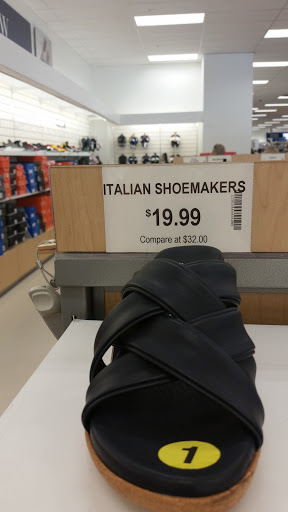 ITALIAN SHOEMAKERS
$19.99
Compare at $32.00
1